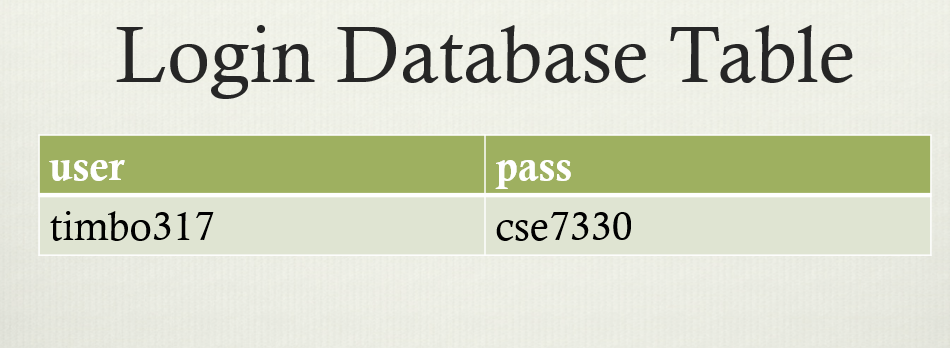 Login Database Table
user pass
timbo317 cse7330